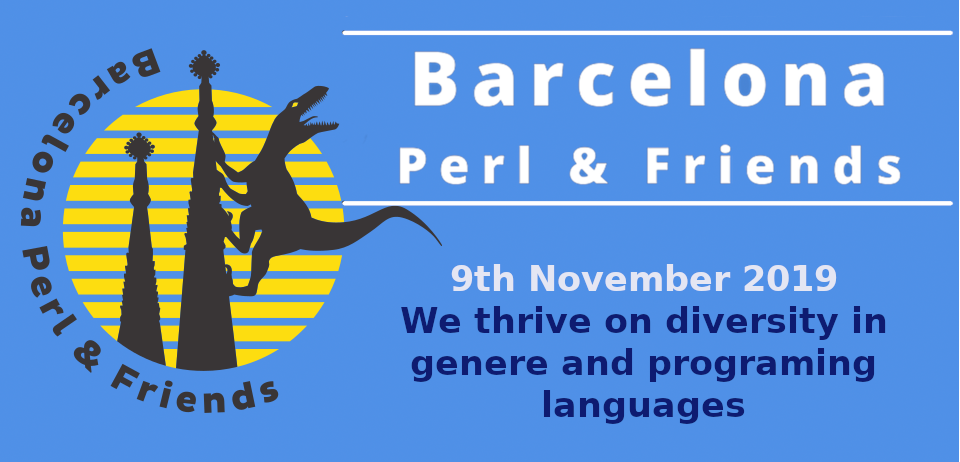 Barcelona Perl & Friends
Barcelona
Perl & Friends
9th November 2019
We thrive on diversity in
genere and programing
languages